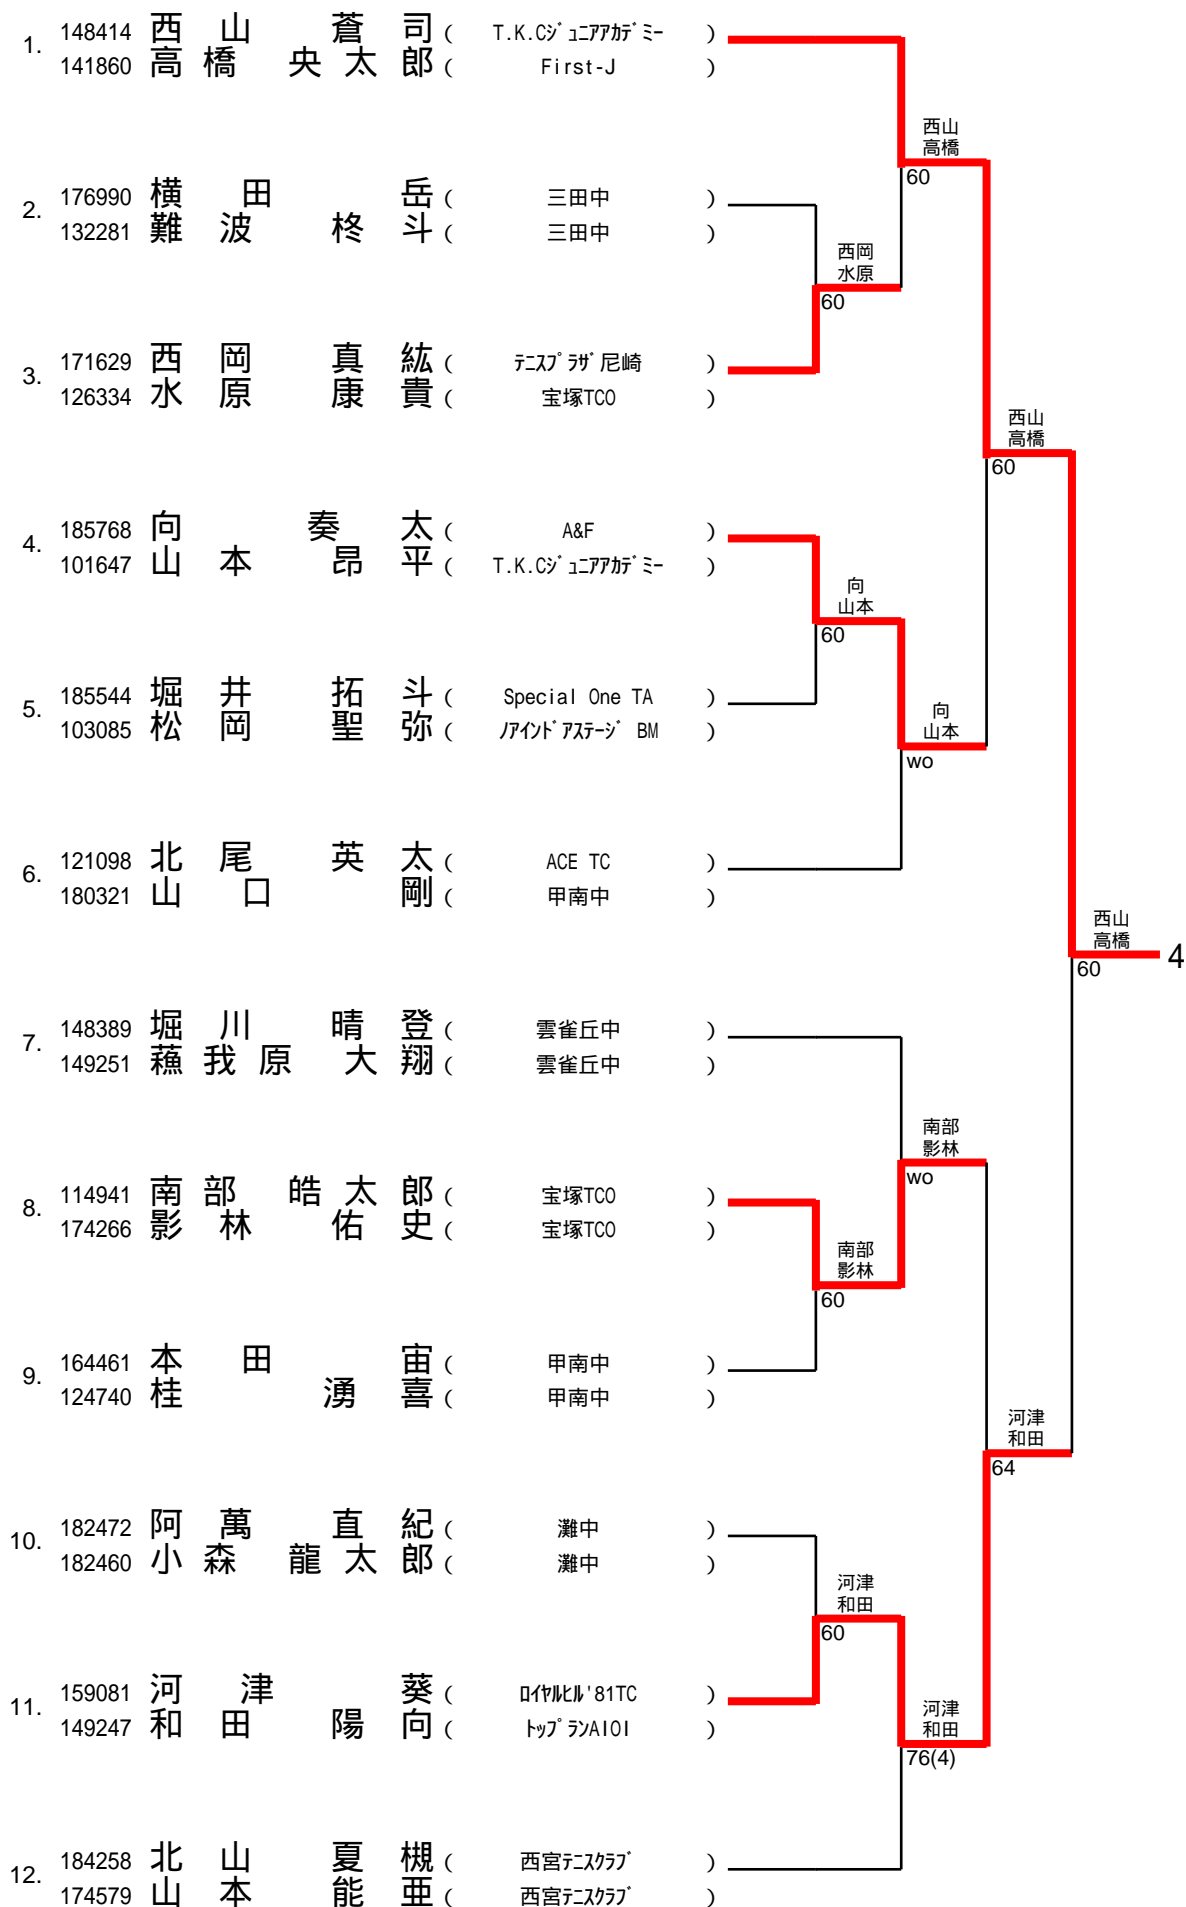 1. 148414 西山 蒼司 ( T.K.Cｼﾞｭﾆｱｱｶﾃﾞﾐｰ )
141860 高橋 央太郎 ( First-J )
西山
高橋
60
2. 176990 横田 岳 ( 三田中 )
132281 難波 柊斗 ( 三田中 )
西岡
水原
60
3. 171629 西岡 真紘 ( ﾃﾆｽﾌﾟﾗｻﾞ尼崎 )
126334 水原 康貴 ( 宝塚TCO )
西山
高橋
60
4. 185768 向 奏太 ( A&F )
101647 山本 昂平 ( T.K.Cｼﾞｭﾆｱｱｶﾃﾞﾐｰ )
向
山本
60
5. 185544 堀井 拓斗 ( Special One TA )
103085 松岡 聖弥 ( ﾉｱｲﾝﾄﾞｱｽﾃｰｼﾞ BM )
向
山本
wo
6. 121098 北尾 英太 ( ACE TC )
180321 山口 剛 ( 甲南中 )
西山
高橋
60
4
7. 148389 堀川 晴登 ( 雲雀丘中 )
149251 蘓我原 大翔 ( 雲雀丘中 )
南部
影林
wo
8. 114941 南部 皓太郎 ( 宝塚TCO )
174266 影林 佑史 ( 宝塚TCO )
南部
影林
60
9. 164461 本田 宙 ( 甲南中 )
124740 桂 湧喜 ( 甲南中 )
河津
和田
64
10. 182472 阿萬 直紀 ( 灘中 )
182460 小森 龍太郎 ( 灘中 )
河津
和田
60
11. 159081 河津 葵 ( ﾛｲﾔﾙﾋﾙ'81TC )
149247 和田 陽向 ( ﾄｯﾌﾟﾗﾝAIOI )
河津
和田
76(4)
12. 184258 北山 夏槻 ( 西宮ﾃﾆｽｸﾗﾌﾞ )
174579 山本 能亜 ( 西宮ﾃﾆｽｸﾗﾌﾞ )